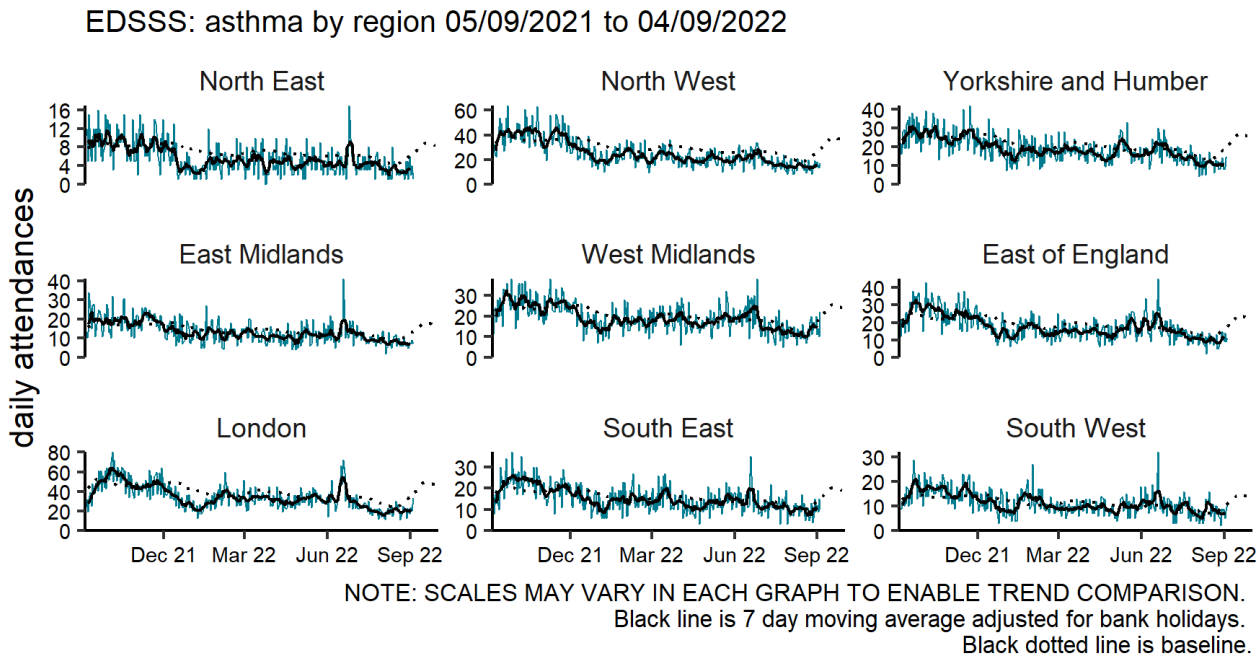 EDSSS: asthma by region 05/09/2021 to 04/09/2022
daily attendances
North East
16
12
8
4
0
North West
60
40
20
0
Yorkshire and Humber
40
30
20
10
0
East Midlands
40
30
20
10
0
West Midlands
30
20
10
0
East of England
40
30
20
10
0
London
80
60
40
20
0
Dec 21 Mar 22 Jun 22 Sep 22
South East
30
20
10
0
Dec 21 Mar 22 Jun 22 Sep 22
South West
30
20
10
0
Dec 21 Mar 22 Jun 22 Sep 22
NOTE: SCALES MAY VARY IN EACH GRAPH TO ENABLE TREND COMPARISON.
Black line is 7 day moving average adjusted for bank holidays.
Black dotted line is baseline.